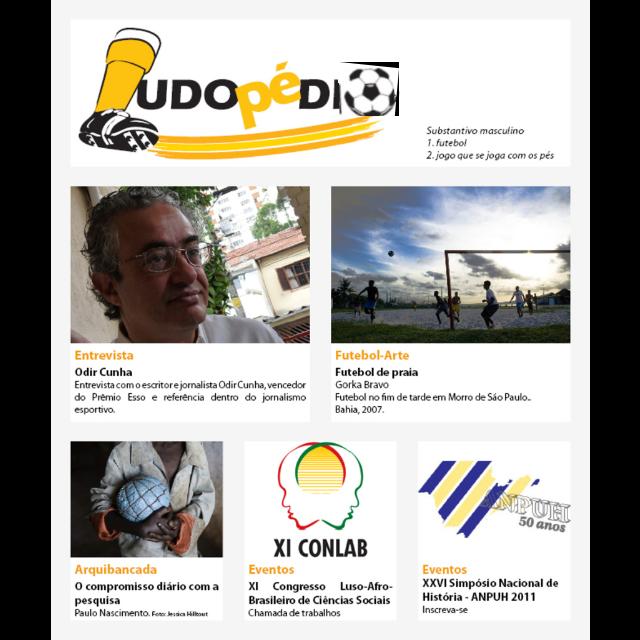 LUDOPÉDIO
Substantivo masculino
1. futebol
2. jogo que se joga com os pés
Entrevista
Odir Cunha
Entrevista com o escritor e jornalista Odir Cunha, vencedor
do Prêmio Esso e referência dentro do jornalismo
esportivo.
Futebol-Arte
Futebol de praia
Gorka Bravo
Futebol no fim de tarde em Morro de São Paulo..
Bahia, 2007.
Arquibancada
O compromisso diário com a
pesquisa
Paulo Nascimento. Foto: Jessica Hilltout
XI CONLAB
Eventos
XI Congresso Luso-Afro-
Brasileiro de Ciências Sociais
Chamada de trabalhos
ANPUH
50 anos
Eventos
XXVI Simpósio Nacional de
História - ANPUH 2011
Inscreva-se